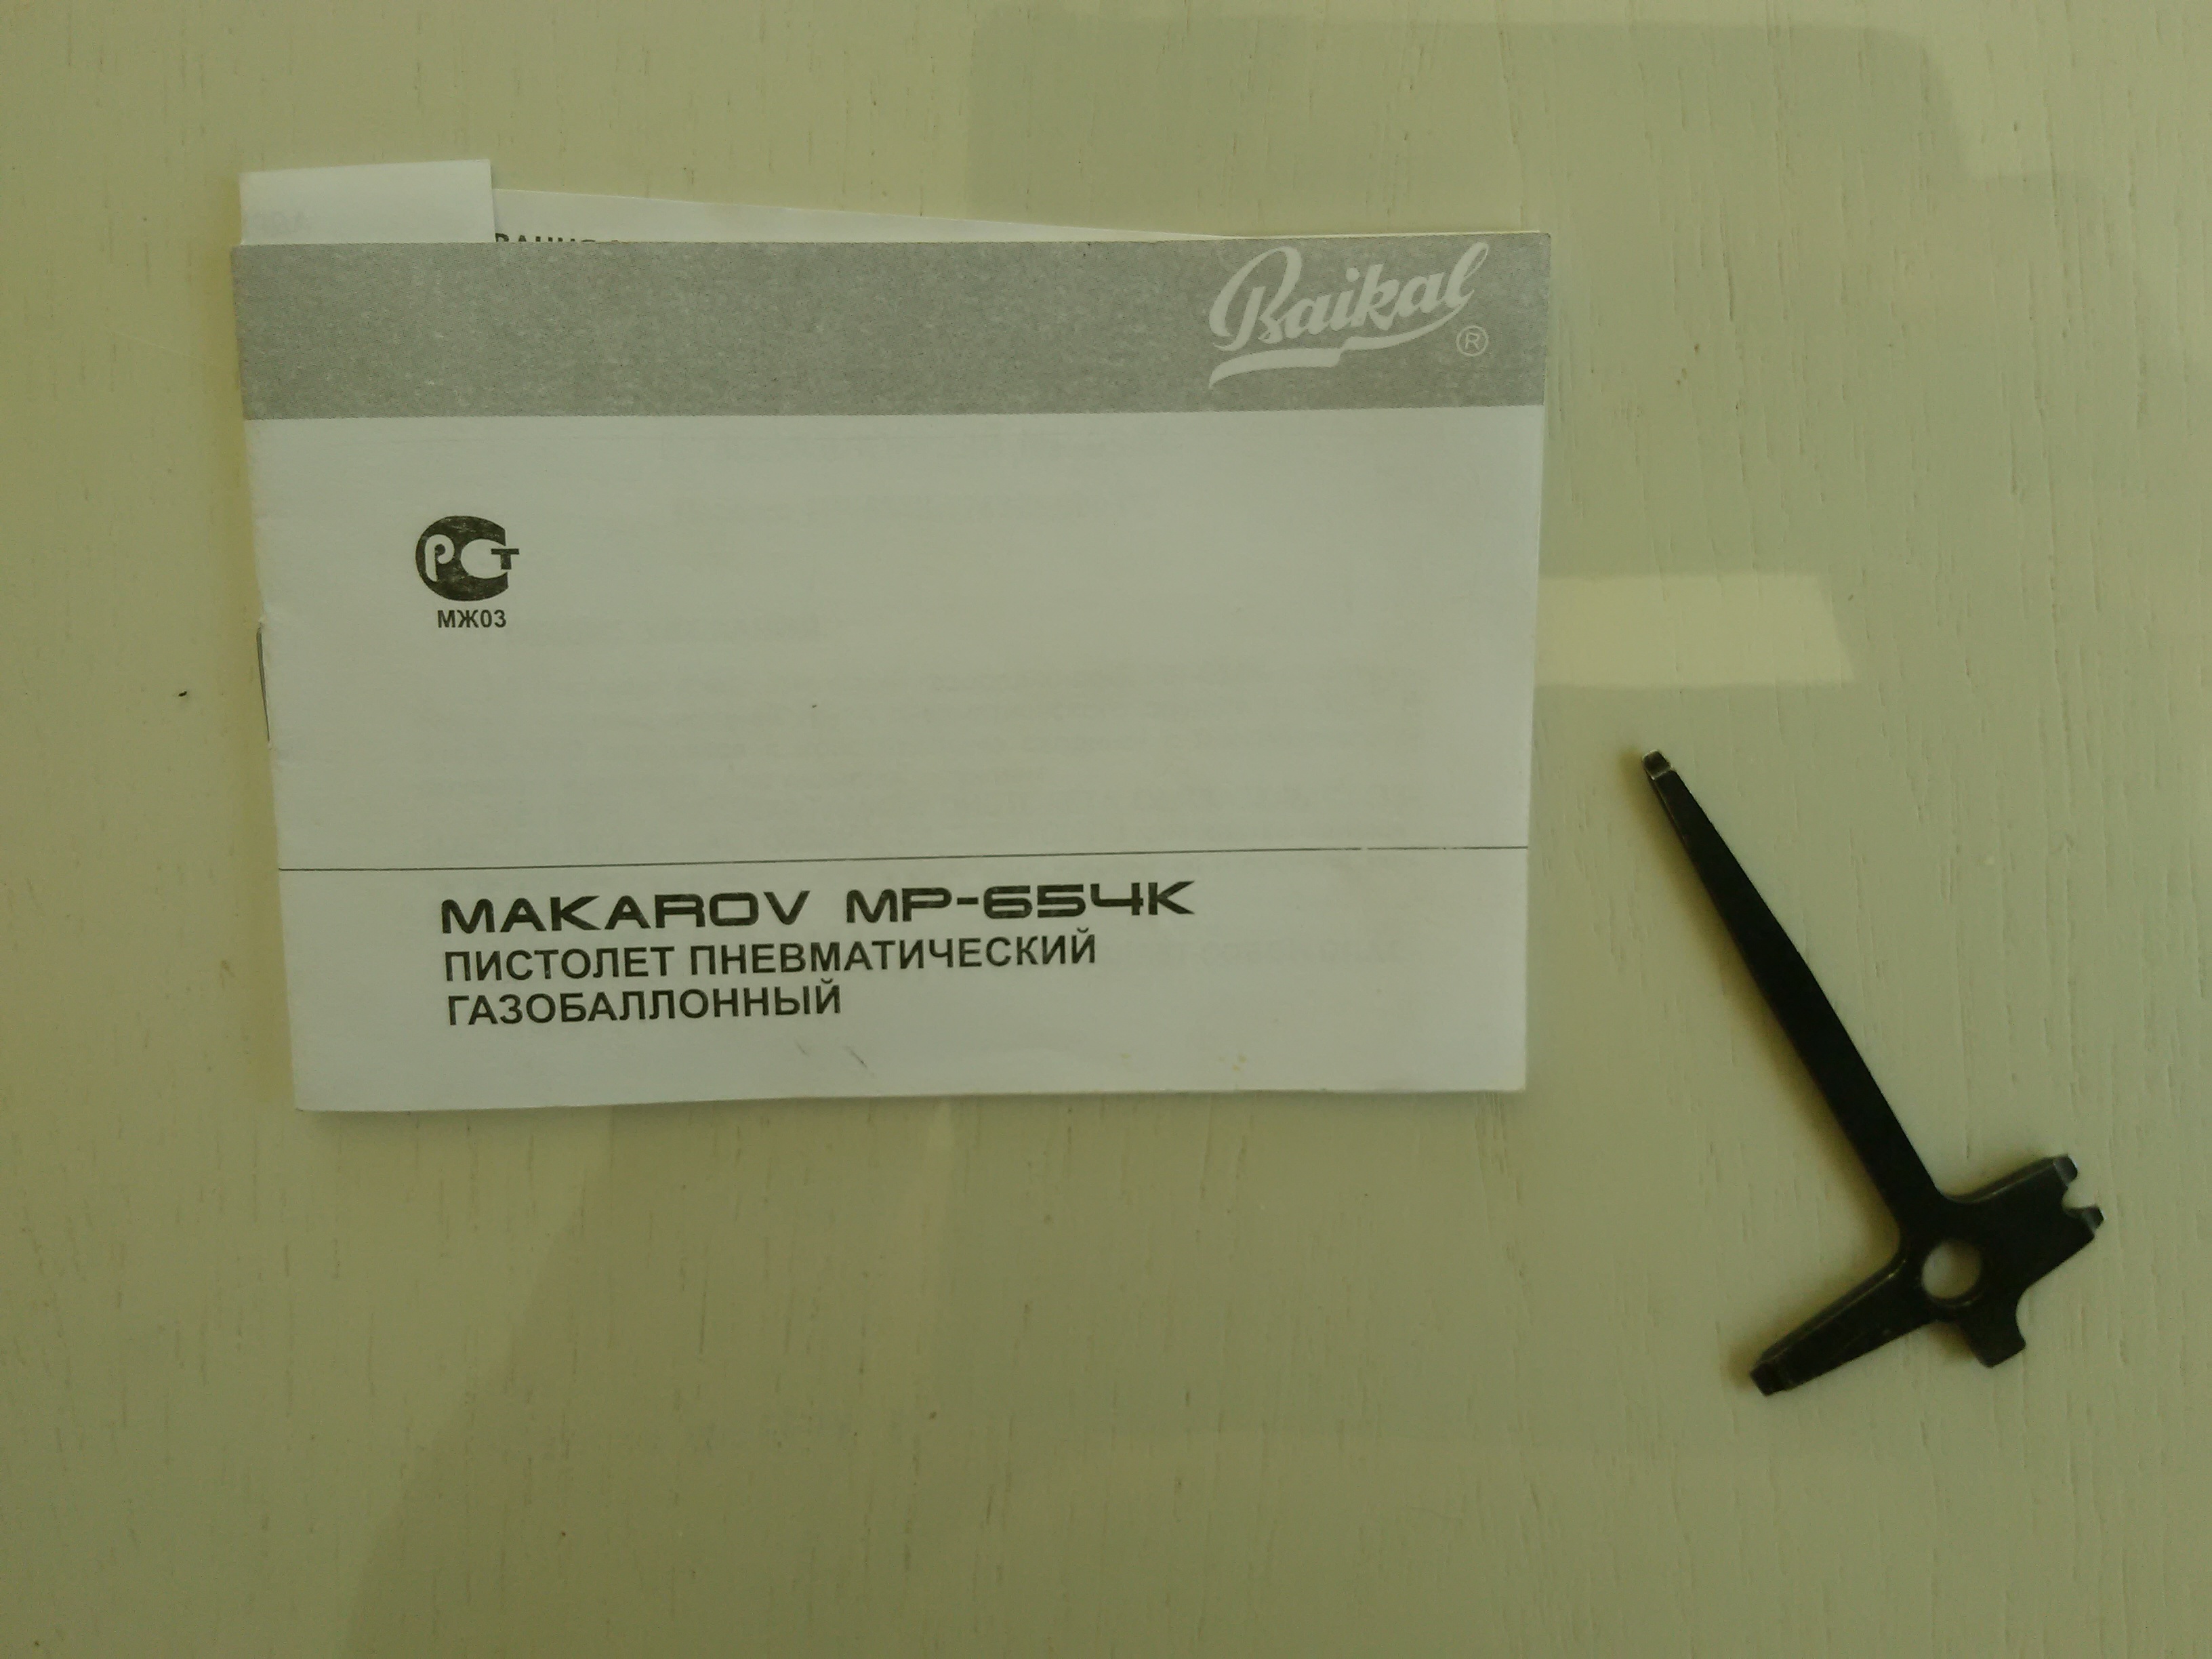 Baikal
®
РСТ
МЖ03
MAKAROV MP-654K
ПИСТОЛЕТ ПНЕВМАТИЧЕСКИЙ
ГАЗОБАЛЛОННЫЙ